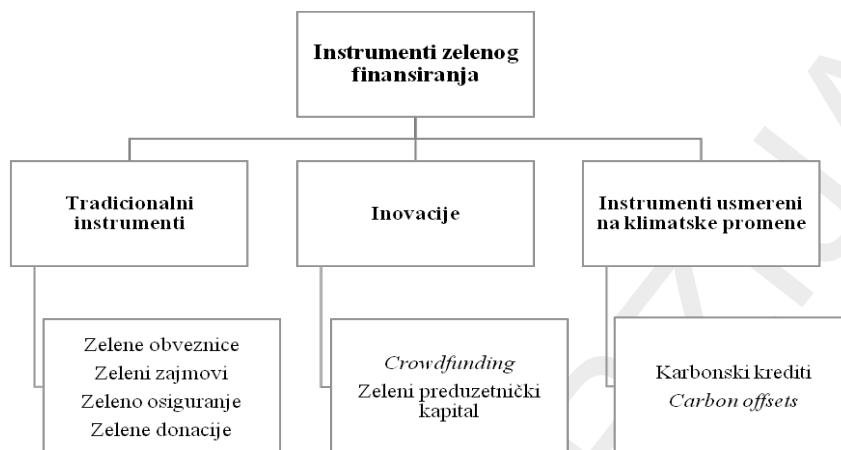 Instrumenti zelenog
finansiranja
Tradicionalni
instrumenti
Inovacije
Instrumenti usmereni
na klimatske promene
Zelene obveznice
Zeleni zajmovi
Zeleno osiguranje
Zelene donacije
Crowdfunding
Zeleni preduzetnički
kapital
Karbonski krediti
Carbon offsets